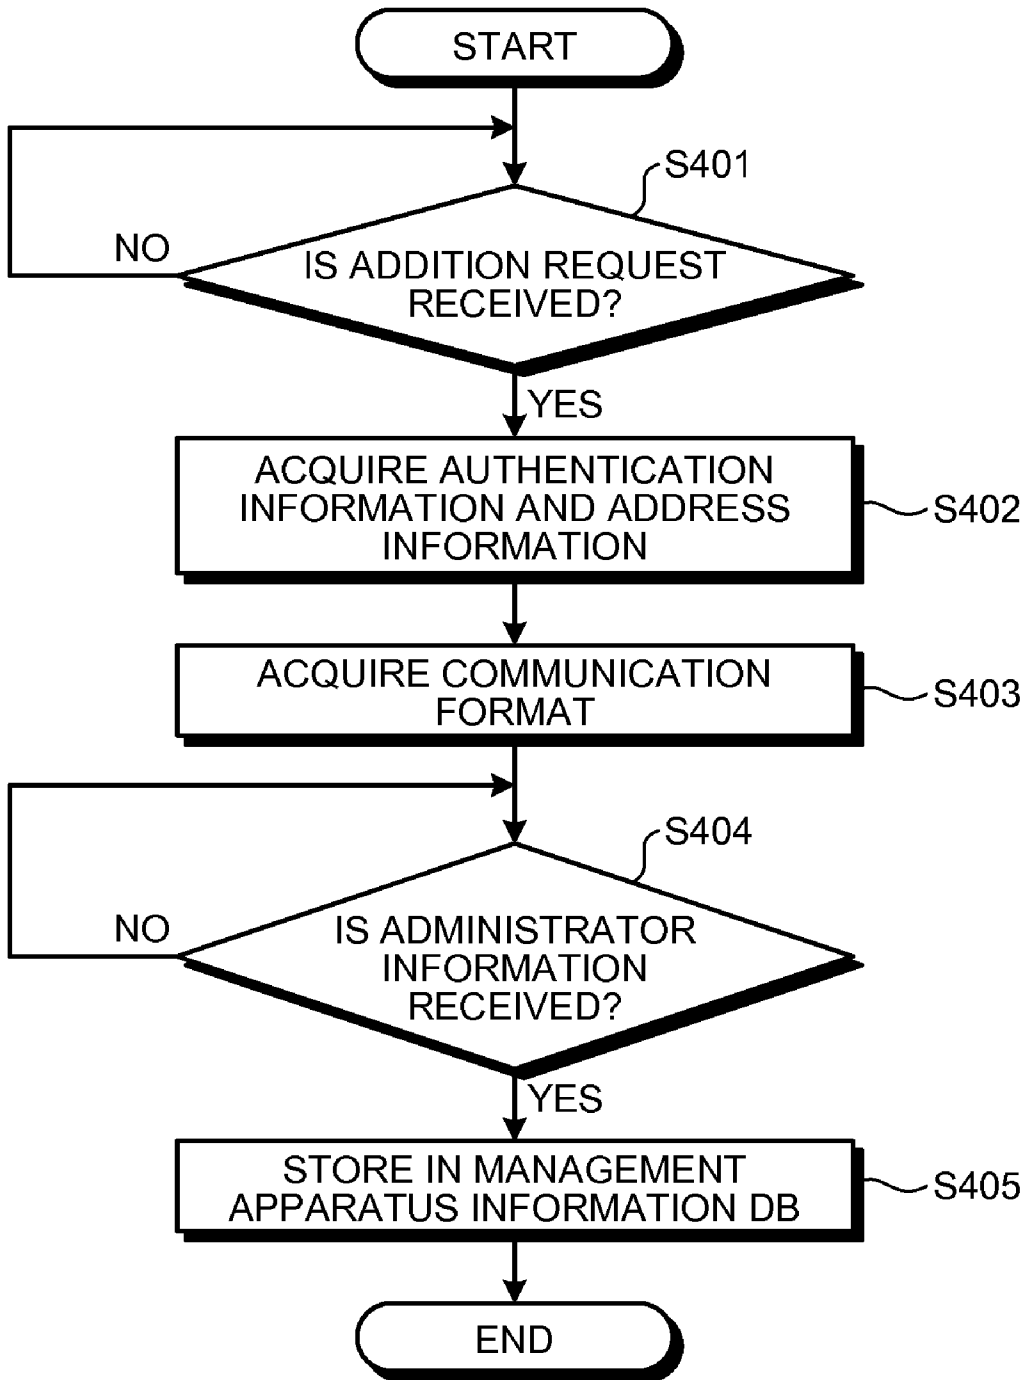 START
S401
NO
IS ADDITION REQUEST
RECEIVED?
YES
ACQUIRE AUTHENTICATION
INFORMATION AND ADDRESS
INFORMATION
S402
ACQUIRE COMMUNICATION
FORMAT
S403
S404
NO
IS ADMINISTRATOR
INFORMATION
RECEIVED?
YES
STORE IN MANAGEMENT
APPARATUS INFORMATION DB
S405
END